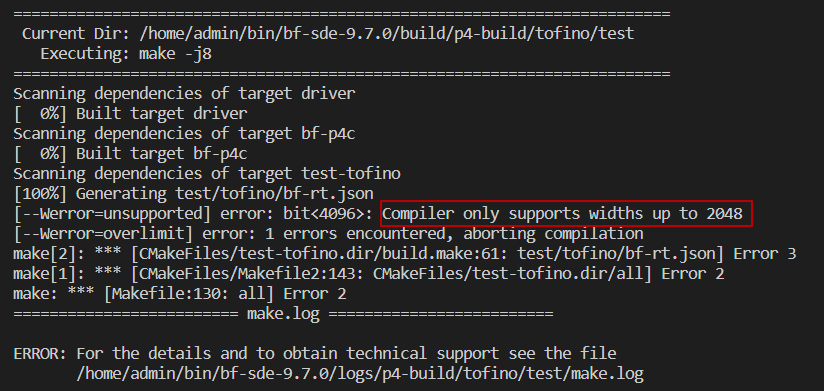 =========================================================================
Current Dir: /home/admin/bin/bf-sde-9.7.0/build/p4-build/tofino/test
Executing: make -j8
=========================================================================
Scanning dependencies of target driver
[  0%] Built target driver
Scanning dependencies of target bf-p4c
[  0%] Built target bf-p4c
Scanning dependencies of target test-tofino
[100%] Generating test/tofino/bf-rt.json
[--Werror=unsupported] error: bit<4096>: Compiler only supports widths up to 2048
[--Werror=overlimit] error: 1 errors encountered, aborting compilation
make[2]: *** [CMakeFiles/test-tofino.dir/build.make:61: test/tofino/bf-rt.json] Error 3
make[1]: *** [CMakeFiles/Makefile2:143: CMakeFiles/test-tofino.dir/all] Error 2
make: *** [Makefile:130: all] Error 2
========================= make.log =========================
ERROR: For the details and to obtain technical support see the file
/home/admin/bin/bf-sde-9.7.0/logs/p4-build/tofino/test/make.log